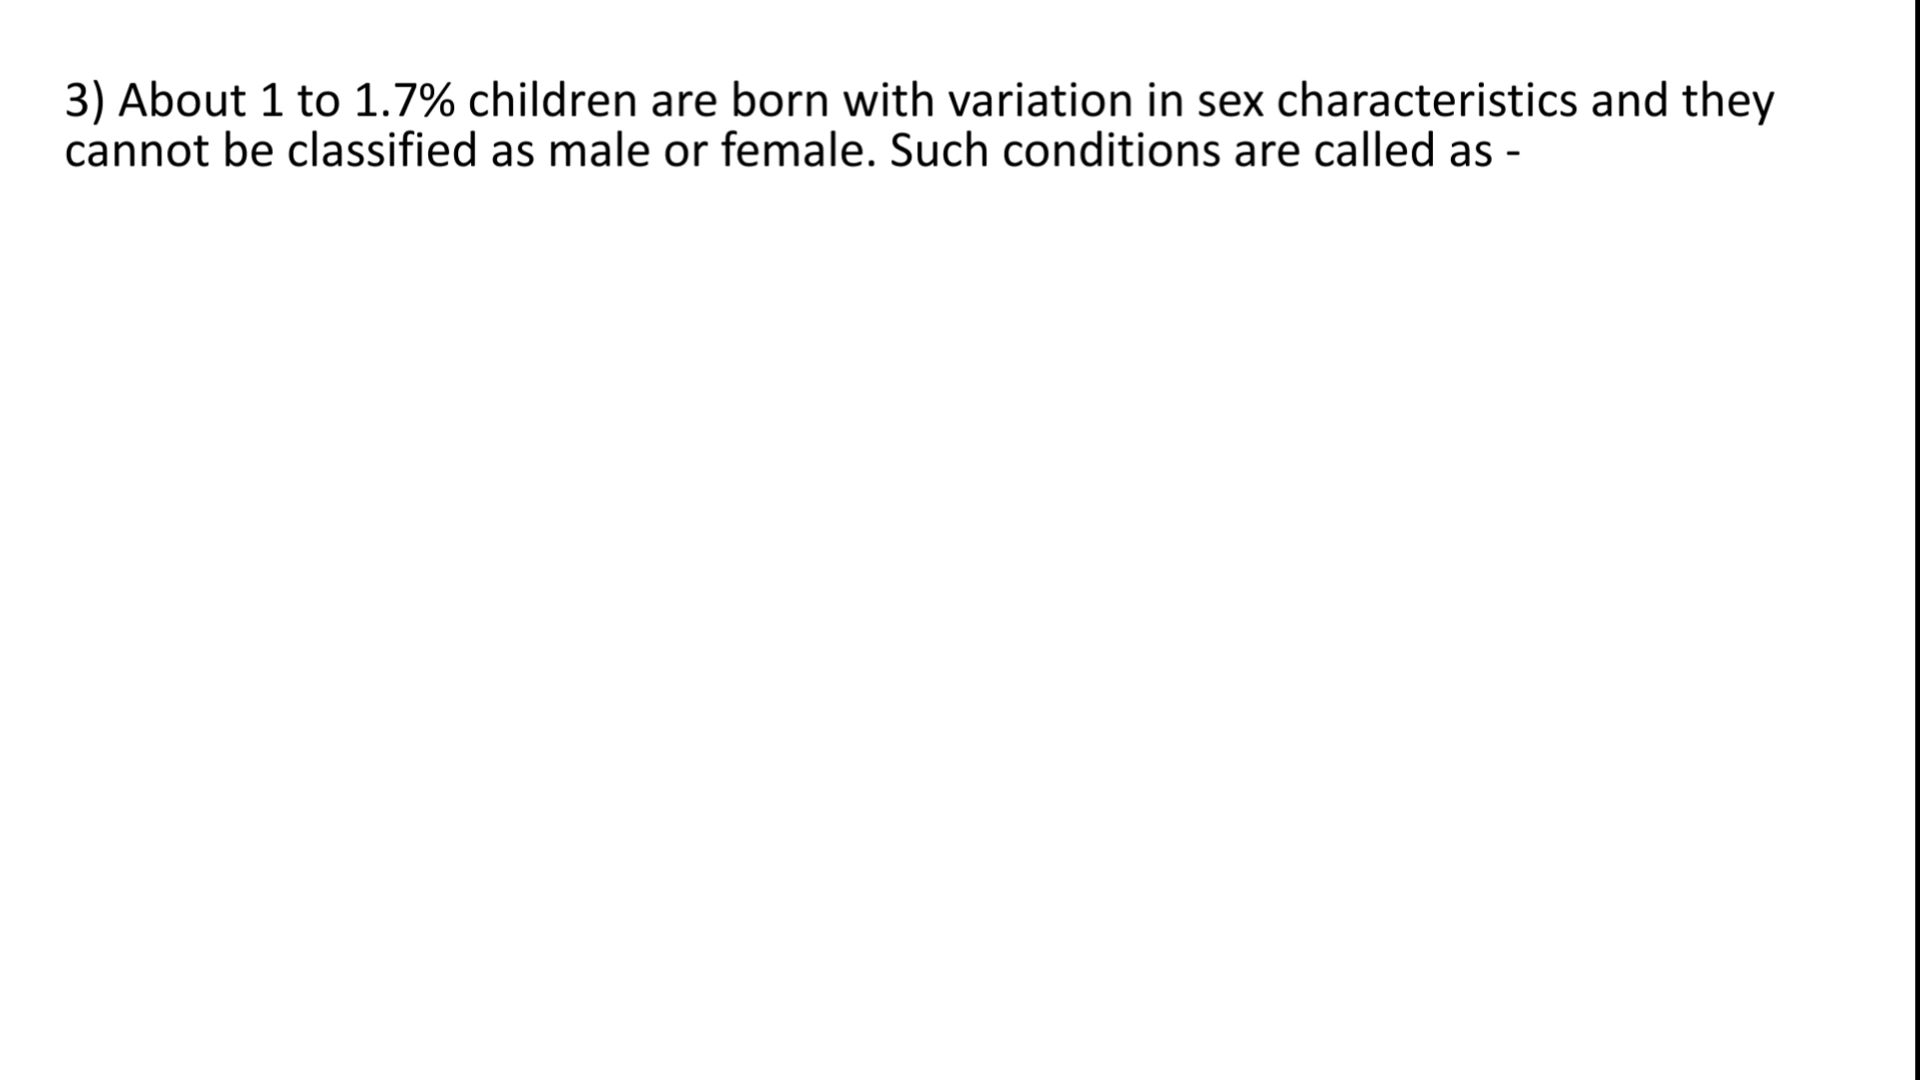 3) About 1 to 1.7% children are born with variation in sex characteristics and they
cannot be classified as male or female. Such conditions are called as -